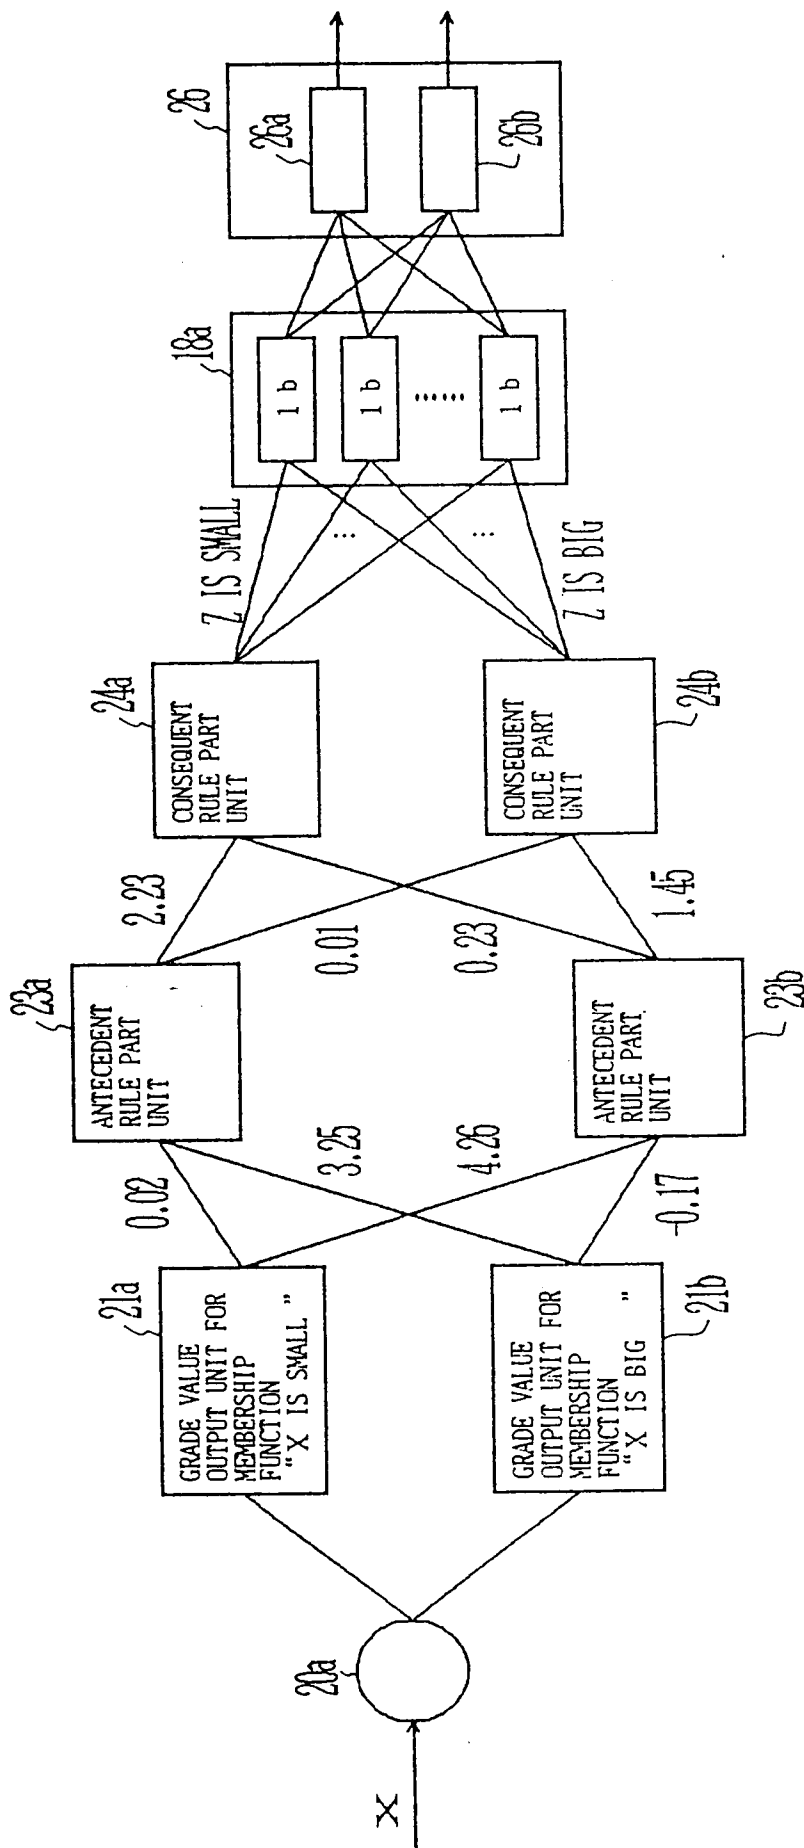 X
20a
21a
GRADE VALUE
OUTPUT UNIT FOR
MEMBERSHIP
FUNCTION
“X IS SMALL ”
GRADE VALUE
OUTPUT UNIT FOR
MEMBERSHIP
FUNCTION
“X IS BIG ”
21b
0.02
3.25
4.26
-0.17
23a
ANTECEDENT
RULE PART
UNIT
ANTECEDENT
RULE PART
UNIT
23b
2.23
0.01
0.23
1.45
24a
CONSEQUENT
RULE PART
UNIT
CONSEQUENT
RULE PART
UNIT
24b
Z IS SMALL
...
...
Z IS BIG
18a
1 b
1 b
......
1 b
26
26a
26b